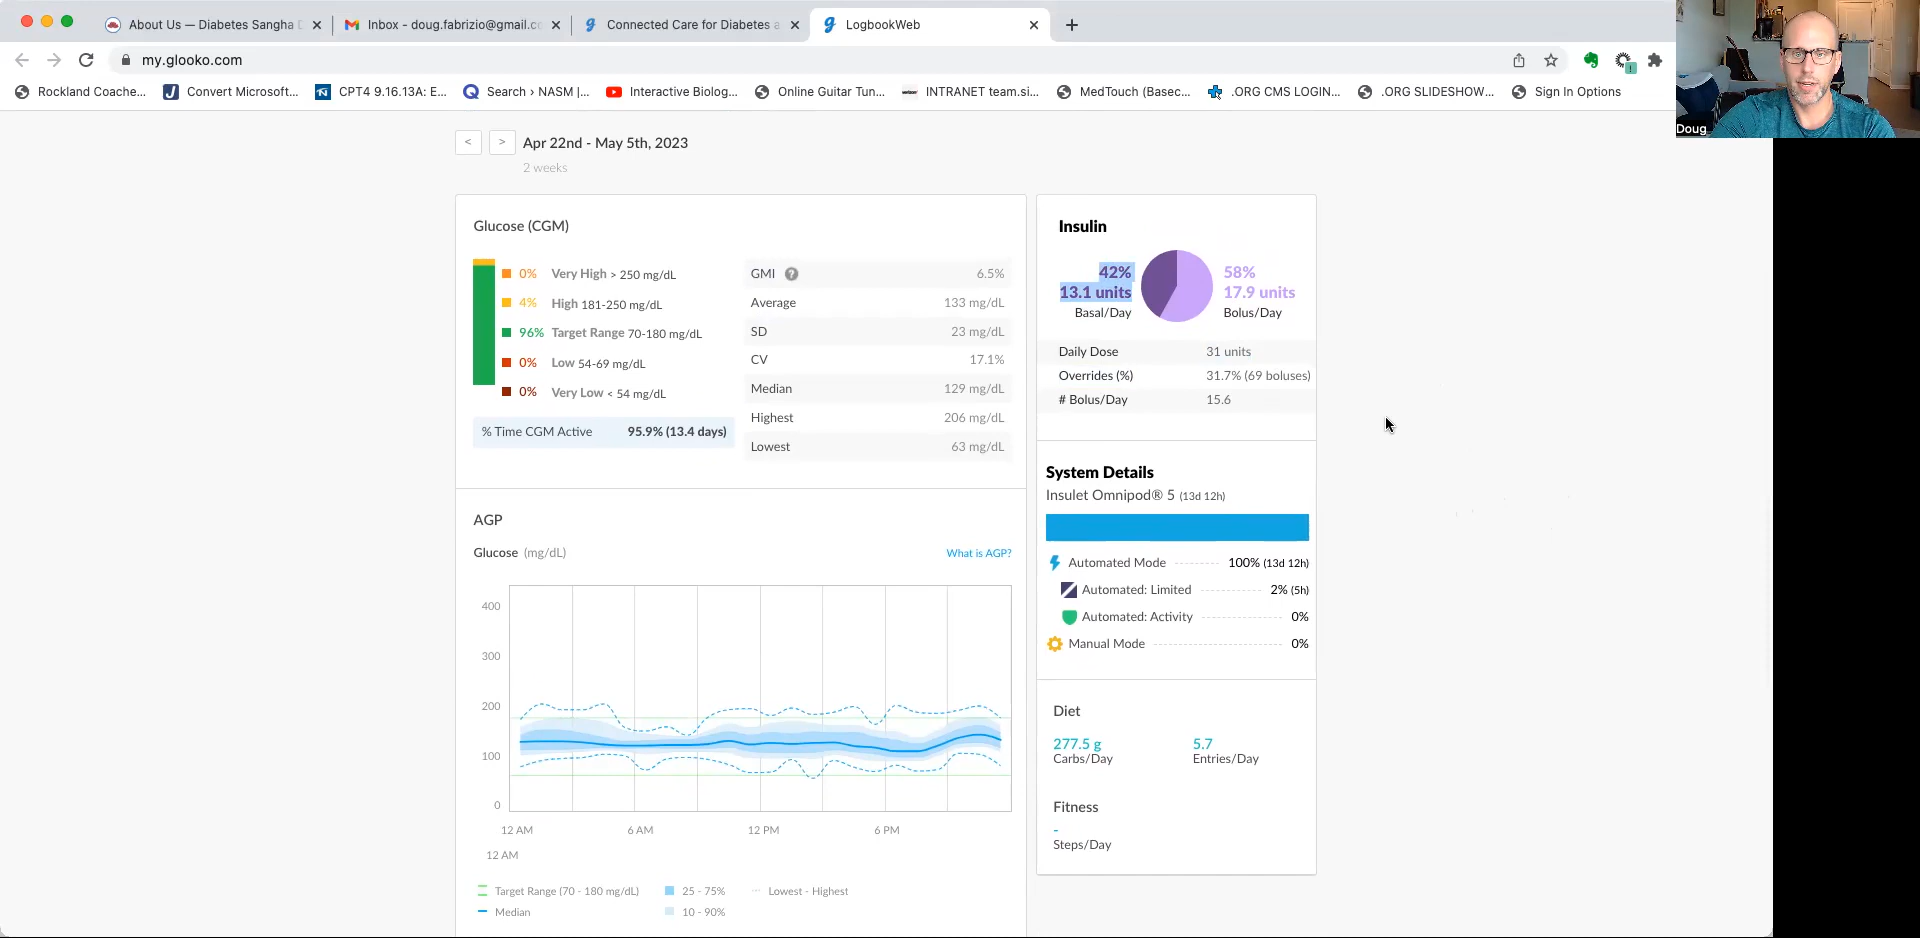 About Us — Diabetes Sangha D
Inbox - doug.fabrizio@gmail.co
Connected Care for Diabetes a
LogbookWeb
my.glooko.com
Rockland Coache...
Convert Microsoft...
CPT4 9.16.13A: E...
Search › NASM |...
Interactive Biolog...
Online Guitar Tun...
INTRANET team.si...
MedTouch (Basec...
.ORG CMS LOGIN...
.ORG SLIDESHOW...
Sign In Options
Doug
< > Apr 22nd - May 5th, 2023
2 weeks
Glucose (CGM)
0% Very High > 250 mg/dL
4% High 181-250 mg/dL
96% Target Range 70-180 mg/dL
0% Low 54-69 mg/dL
0% Very Low < 54 mg/dL
% Time CGM Active 95.9% (13.4 days)
GMI ? 6.5%
Average 133 mg/dL
SD 23 mg/dL
CV 17.1%
Median 129 mg/dL
Highest 206 mg/dL
Lowest 63 mg/dL
Insulin
42% 58%
13.1 units 17.9 units
Basal/Day Bolus/Day
Daily Dose 31 units
Overrides (%) 31.7% (69 boluses)
# Bolus/Day 15.6
AGP
Glucose (mg/dL) What is AGP?
400
300
200
100
0
12 AM 6 AM 12 PM 6 PM
12 AM
Target Range (70 - 180 mg/dL) 25 - 75% Lowest - Highest
Median 10 - 90%
System Details
Insulet Omnipod® 5 (13d 12h)
Automated Mode 100% (13d 12h)
Automated: Limited 2% (5h)
Automated: Activity 0%
Manual Mode 0%
Diet
277.5 g 5.7
Carbs/Day Entries/Day
Fitness
-
Steps/Day